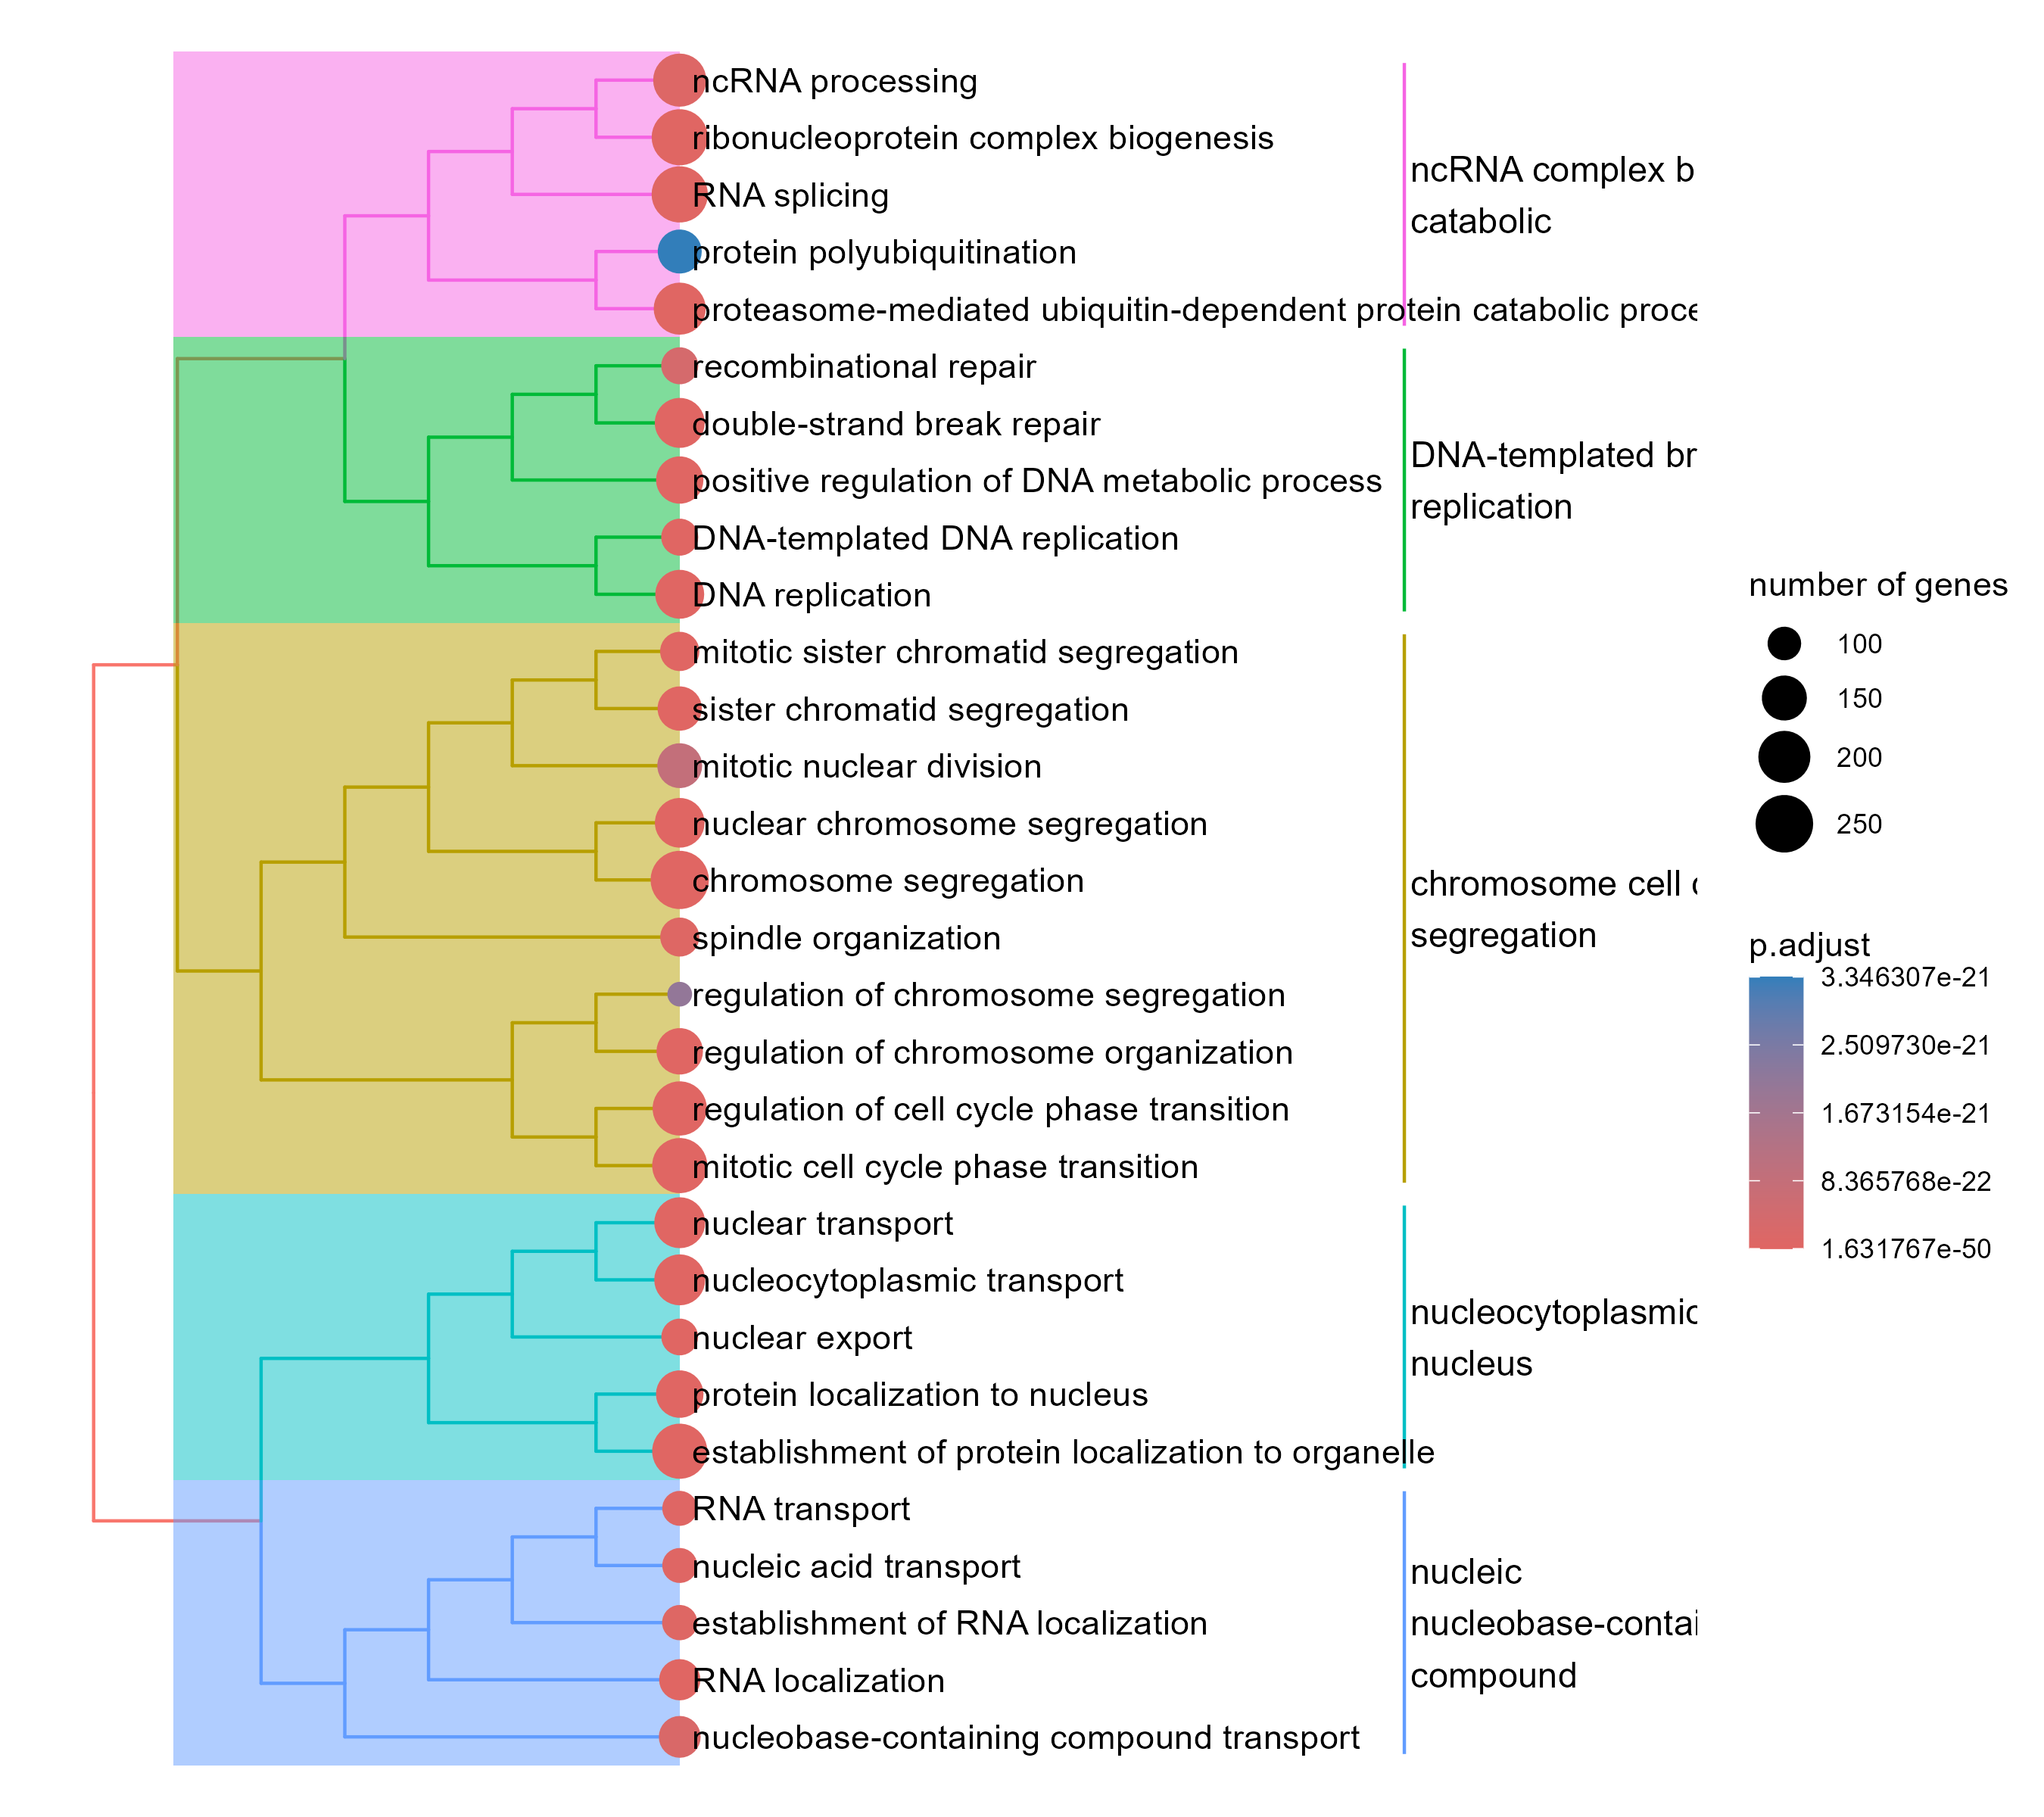 ncRNA processing
ribonucleoprotein complex biogenesis
RNA splicing
protein polyubiquitination
proteasome-mediated ubiquitin-dependent protein catabolic proce
recombinational repair
double-strand break repair
positive regulation of DNA metabolic process
DNA-templated DNA replication
DNA replication
mitotic sister chromatid segregation
sister chromatid segregation
mitotic nuclear division
nuclear chromosome segregation
chromosome segregation
spindle organization
regulation of chromosome segregation
regulation of chromosome organization
regulation of cell cycle phase transition
mitotic cell cycle phase transition
nuclear transport
nucleocytoplasmic transport
nuclear export
protein localization to nucleus
establishment of protein localization to organelle
RNA transport
nucleic acid transport
establishment of RNA localization
RNA localization
nucleobase-containing compound transport
ncRNA complex b
catabolic
DNA-templated br
replication
chromosome cell
segregation
nucleocytoplasmic
nucleus
nucleic
nucleobase-contai
compound
number of genes
100
150
200
250
p.adjust
3.346307e-21
2.509730e-21
1.673154e-21
8.365768e-22
1.631767e-50